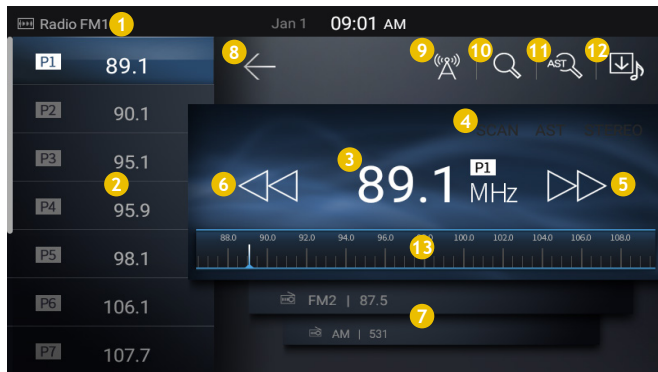 Radio FM1 1 Jan 1 09:01 AM
8 9 10 11 12
AST
P1 89.1
P2 90.1
P3 95.1
P4 95.9
P5 98.1
P6 106.1
P7 107.7
2
4 SCAN AST STEREO
3 89.1 P1 MHz
6 5
88.0 90.0 92.0 94.0 96.0 98.0 100.0 102.0 104.0 106.0 108.0
13
FM2 | 87.5
7
AM | 531